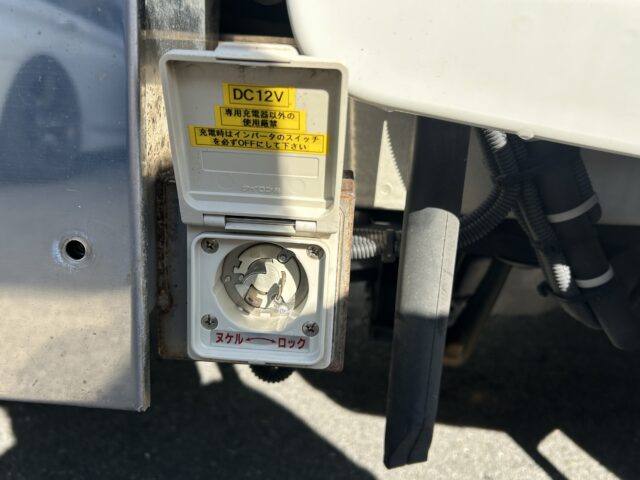 DC12V
専用充電器以外の
使用厳禁
充電時はインバータのスイッチ
を必ずOFFにして下さい
ヌケル ロック